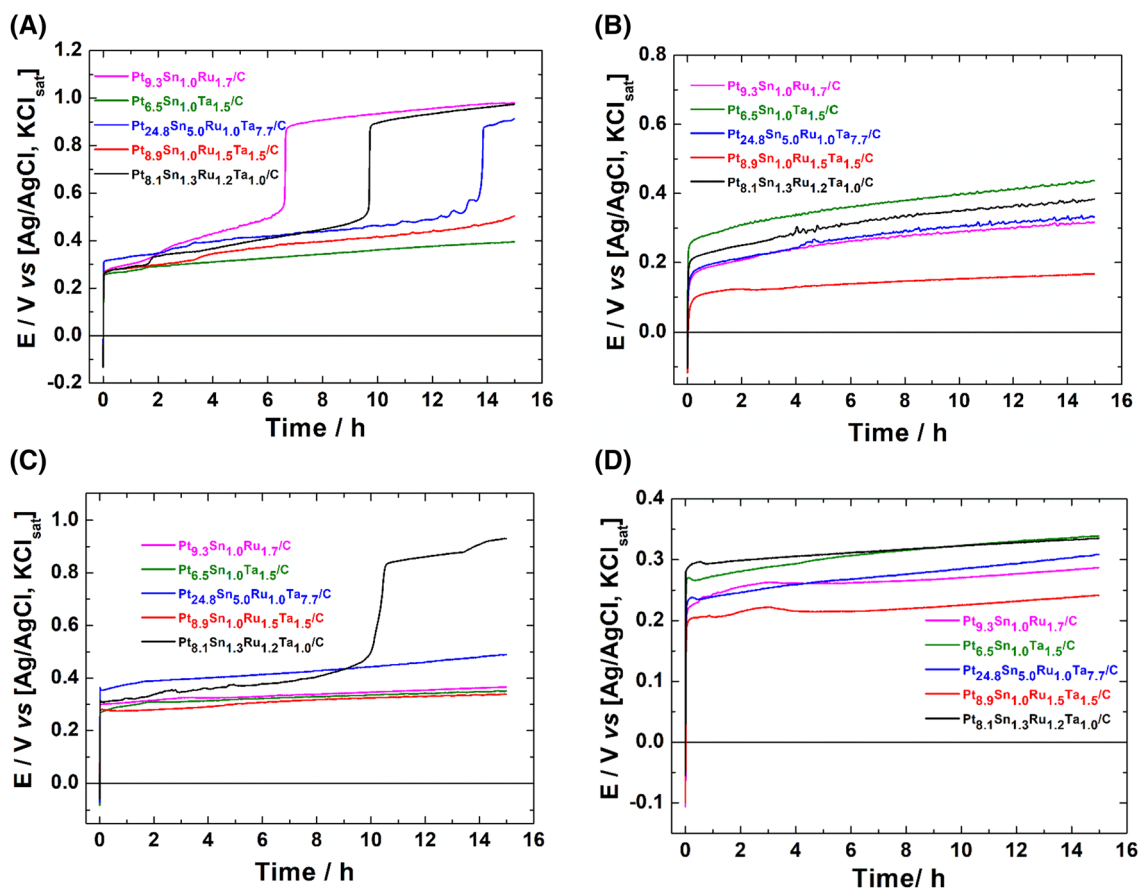 (A)
E / V vs [Ag/AgCl, KCl_sat]
1.2
1.0
0.8
0.6
0.4
0.2
0.0
-0.2
Pt9.3Sn1.0Ru1.7/C
Pt6.5Sn1.0Ta1.5/C
Pt24.8Sn5.0Ru1.0Ta7.7/C
Pt8.9Sn1.0Ru1.5Ta1.5/C
Pt8.1Sn1.3Ru1.2Ta1.0/C
0 2 4 6 8 10 12 14 16
Time / h
(B)
E / V vs [Ag/AgCl, KCl_sat]
0.8
0.6
0.4
0.2
0.0
Pt9.3Sn1.0Ru1.7/C
Pt6.5Sn1.0Ta1.5/C
Pt24.8Sn5.0Ru1.0Ta7.7/C
Pt8.9Sn1.0Ru1.5Ta1.5/C
Pt8.1Sn1.3Ru1.2Ta1.0/C
0 2 4 6 8 10 12 14 16
Time / h
(C)
E / V vs [Ag/AgCl, KCl_sat]
1.0
0.8
0.6
0.4
0.2
0.0
Pt9.3Sn1.0Ru1.7/C
Pt6.5Sn1.0Ta1.5/C
Pt24.8Sn5.0Ru1.0Ta7.7/C
Pt8.9Sn1.0Ru1.5Ta1.5/C
Pt8.1Sn1.3Ru1.2Ta1.0/C
0 2 4 6 8 10 12 14 16
Time / h
(D)
E / V vs [Ag/AgCl, KCl_sat]
0.4
0.3
0.2
0.1
0.0
-0.1
Pt9.3Sn1.0Ru1.7/C
Pt6.5Sn1.0Ta1.5/C
Pt24.8Sn5.0Ru1.0Ta7.7/C
Pt8.9Sn1.0Ru1.5Ta1.5/C
Pt8.1Sn1.3Ru1.2Ta1.0/C
0 2 4 6 8 10 12 14 16
Time/ h